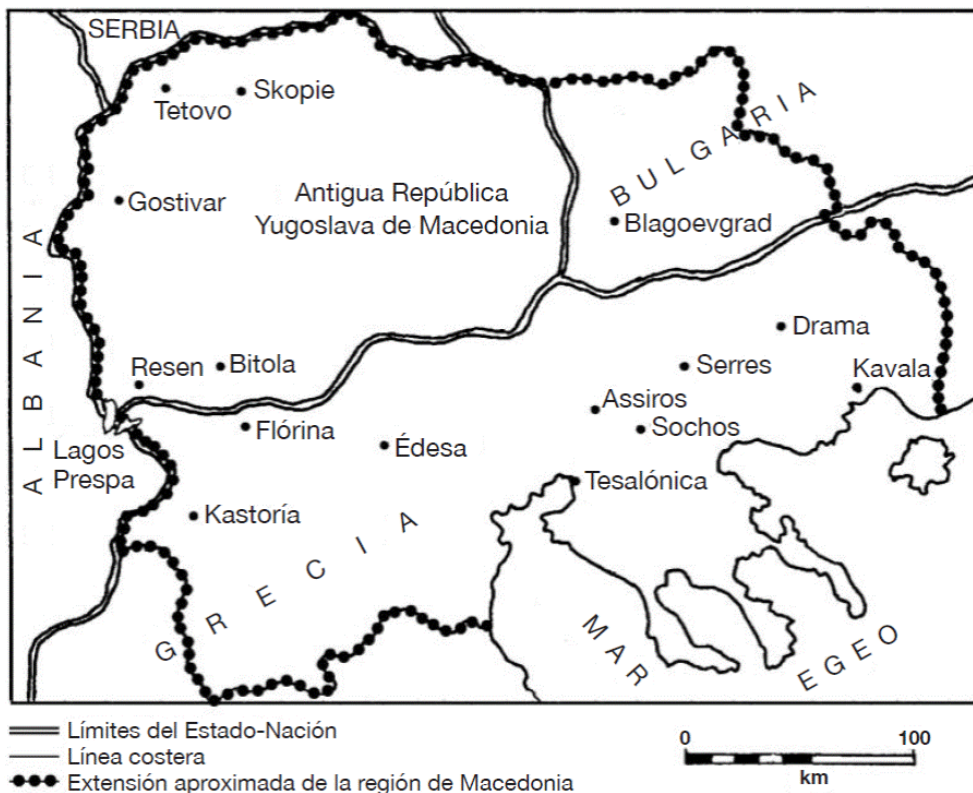 SERBIA
Tetovo
Skopie
BULGARIA
Gostivar
Antigua República
Yugoslava de Macedonia
Blagoevgrad
ALBANIA
Drama
Resen
Bitola
Serres
Kavala
Assiros
Flórina
Sochos
Édesa
Lagos
Prespa
Tesalónica
Kastoría
GRECIA
MAR
EGEO
Límites del Estado-Nación
Línea costera
Extensión aproximada de la región de Macedonia
0 100
km